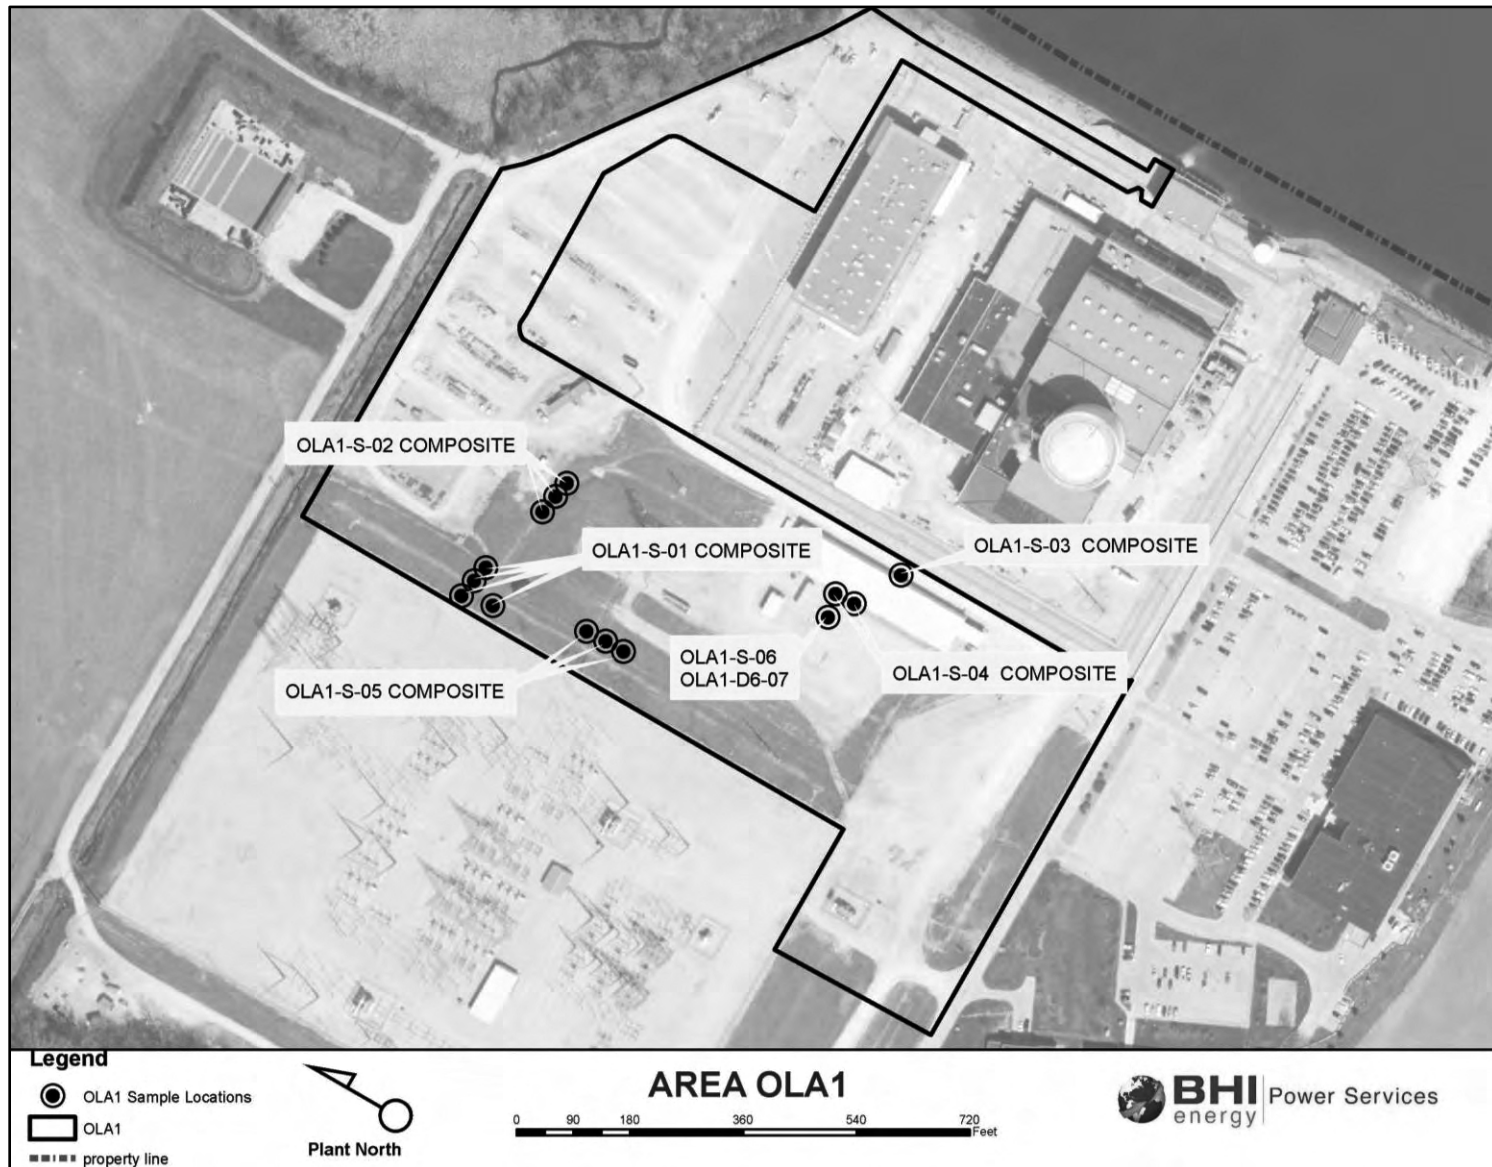 OLA1-S-02 COMPOSITE
OLA1-S-01 COMPOSITE
OLA1-S-03  COMPOSITE
OLA1-S-06
OLA1-D6-07
OLA1-S-04  COMPOSITE
OLA1-S-05 COMPOSITE
Legend
OLA1 Sample Locations
OLA1
property line
Plant North
AREA OLA1
0 90 180 360 540 720
Feet
BHI
energy
Power Services